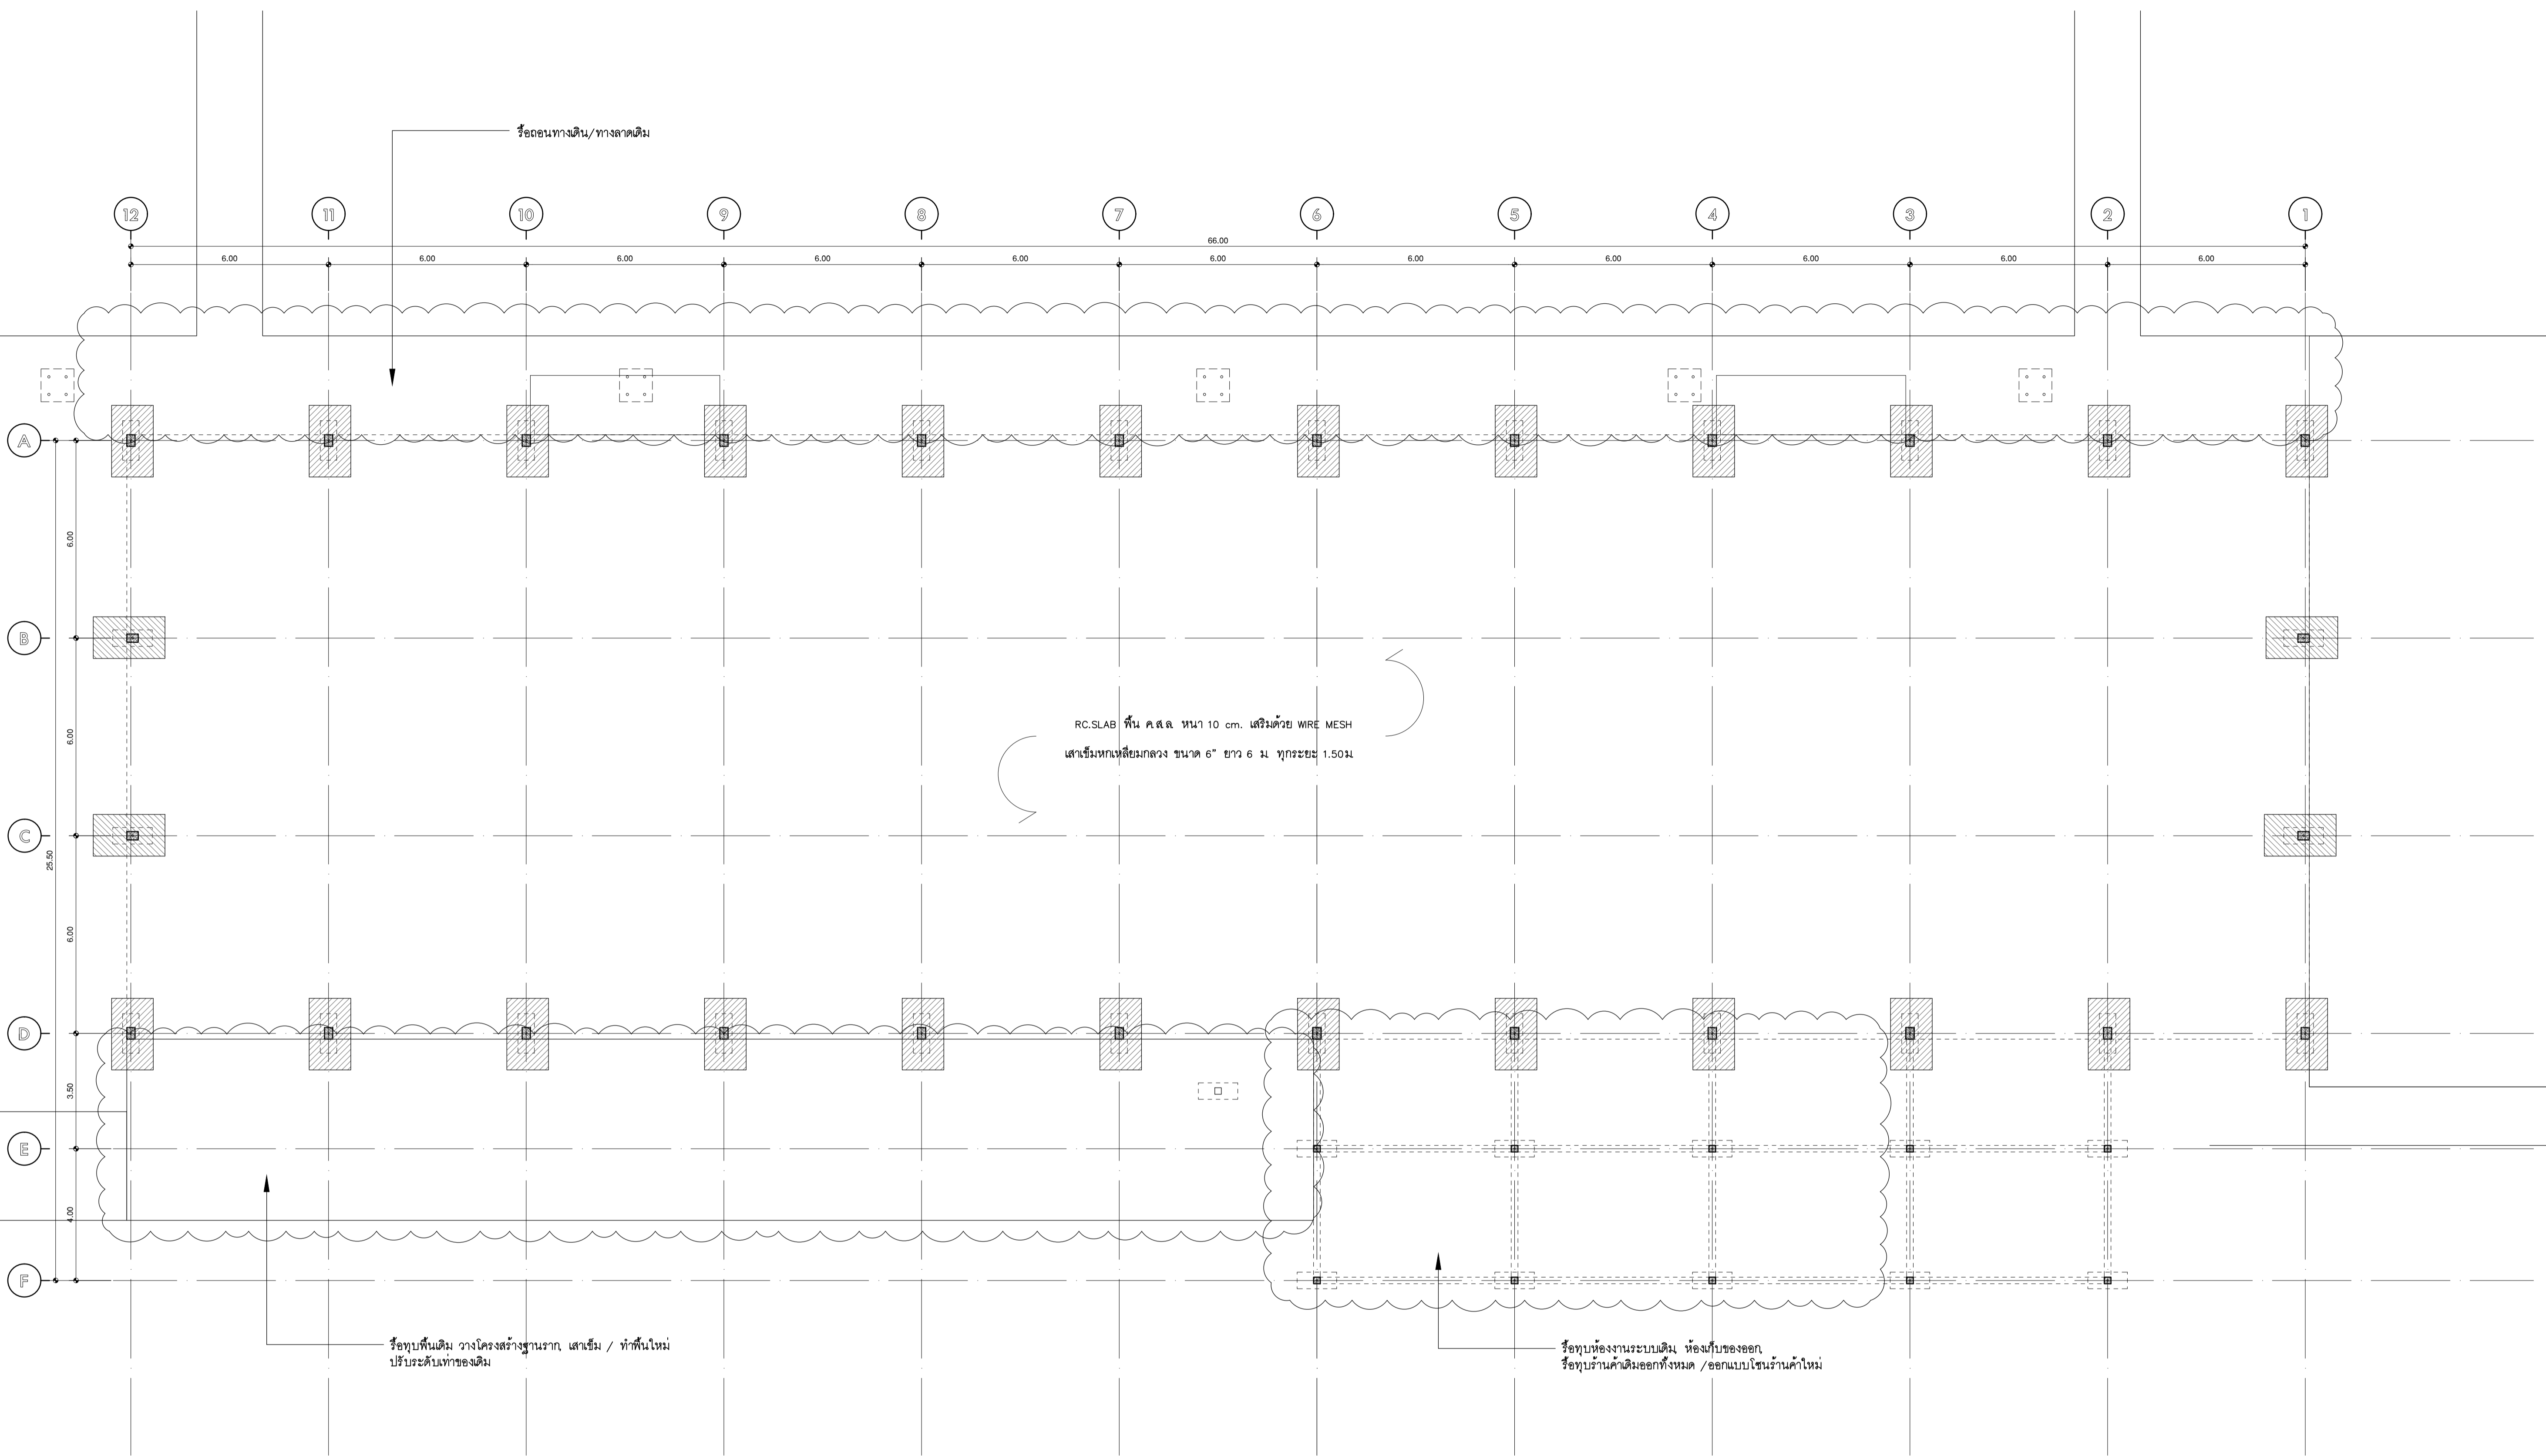 รื้อถอนทางเดิน/ทางลาดเดิม
12 11 10 9 8 7 6 5 4 3 2 1
66.00
6.00 6.00 6.00 6.00 6.00 6.00 6.00 6.00 6.00 6.00 6.00
A
6.00
B
6.00
RC.SLAB พื้น ค.ส.ล. หนา 10 cm. เสริมด้วย WIRE MESH
เสาเข็มหกเหลี่ยมกลวง ขนาด 6" ยาว 6 ม. ทุกระยะ 1.50ม.
C
25.50
6.00
D
3.50
E
4.00
F
รื้อทุบพื้นเดิม วางโครงสร้างฐานราก, เสาเข็ม / ทำพื้นใหม่
ปรับระดับเท่าของเดิม
รื้อทุบห้องงานระบบเดิม, ห้องเก็บของออก,
รื้อทุบร้านค้าเดิมออกทั้งหมด /ออกแบบโซนร้านค้าใหม่